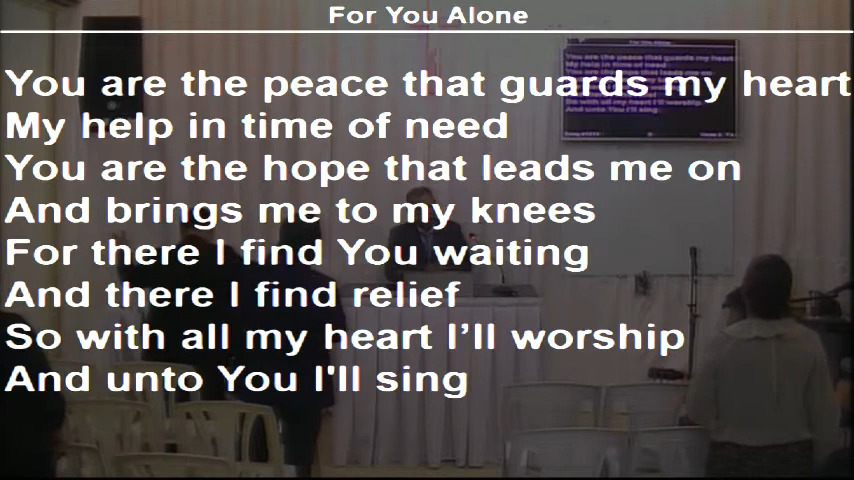 For You Alone
You are the peace that guards my heart
My help in time of need
You are the hope that leads me on
And brings me to my knees
For there I find You waiting
And there I find relief
So with all my heart I’ll worship
And unto You I'll sing